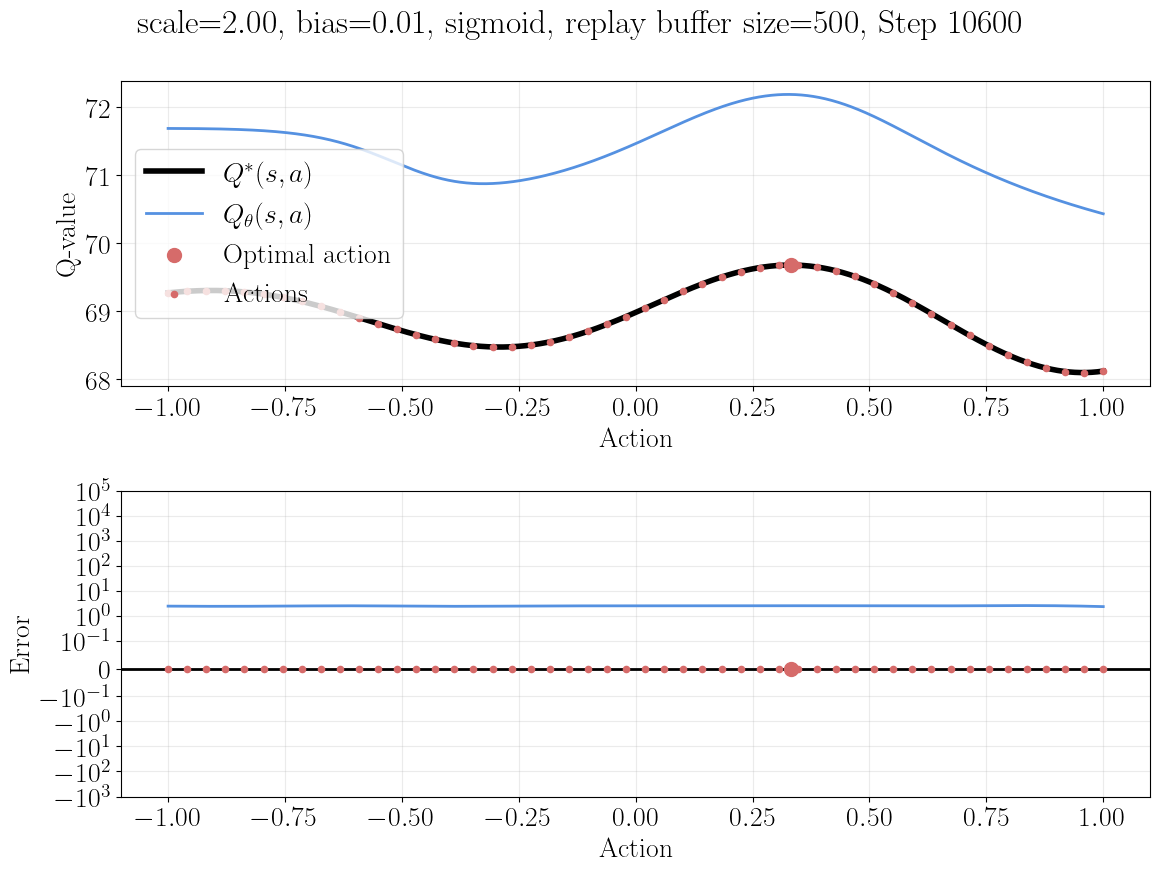 scale=2.00, bias=0.01, sigmoid, replay buffer size=500, Step 10600
72
71
70
69
68
Q-value
Q*(s, a)
Q_θ(s, a)
Optimal action
Actions
−1.00 −0.75 −0.50 −0.25 0.00 0.25 0.50 0.75 1.00
Action
10^5
10^4
10^3
10^2
10^1
10^0
10^−1
0
−10^−1
−10^0
−10^1
−10^2
−10^3
Error
−1.00 −0.75 −0.50 −0.25 0.00 0.25 0.50 0.75 1.00
Action